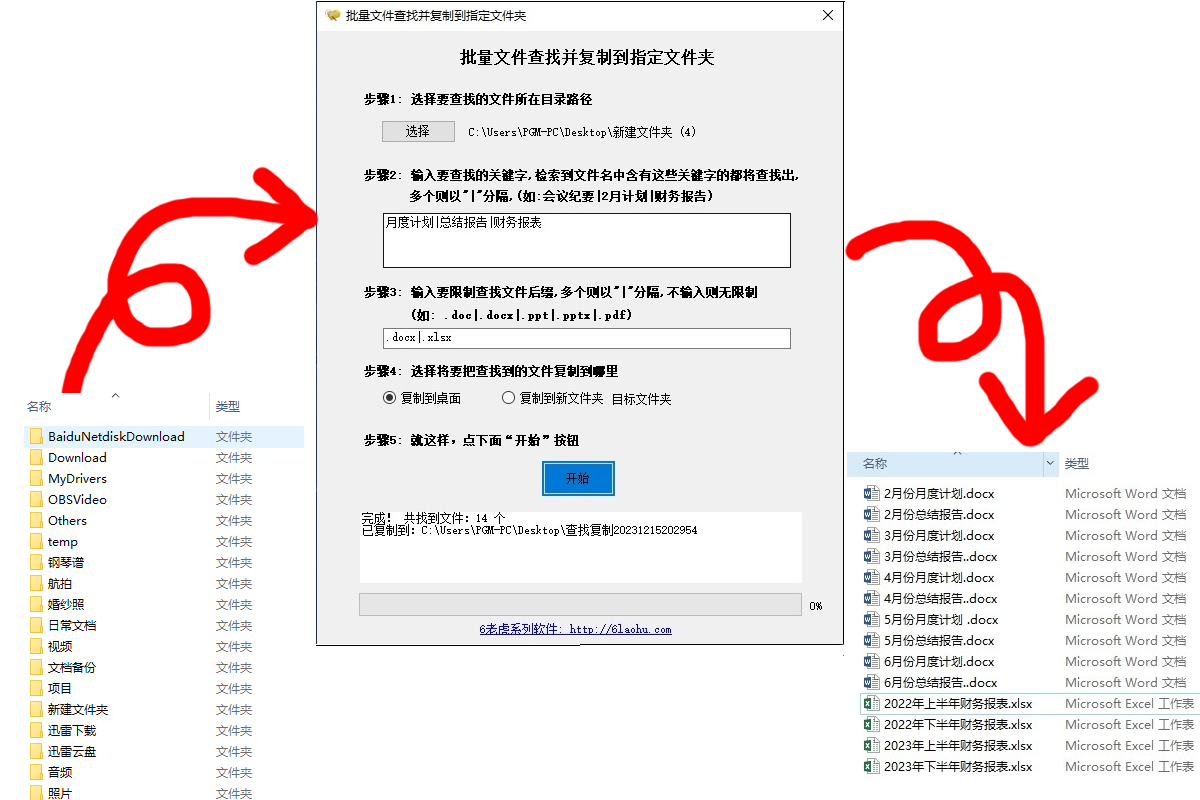 批量文件查找并复制到指定文件夹
批量文件查找并复制到指定文件夹
步骤1: 选择要查找的文件所在目录路径
选择 C:\Users\PGM-PC\Desktop\新建文件夹 (4)
步骤2: 输入要查找的关键字,检索到文件名中含有这些关键字的都将查找出,
多个则以"|"分隔,(如:会议纪要|2月计划|财务报告)
月度计划|总结报告|财务报表
步骤3: 输入要限制查找文件后缀,多个则以"|"分隔,不输入则无限制
(如: .doc|.docx|.ppt|.pptx|.pdf)
.docx|.xlsx
步骤4: 选择将要把查找到的文件复制到哪里
复制到桌面 复制到新文件夹 目标文件夹
步骤5: 就这样，点下面“开始”按钮
开始
完成! 共找到文件: 14 个
已复制到: C:\Users\PGM-PC\Desktop\查找复制20231215202954
0%
6老虎系列软件: http://6laohu.com
名称 类型
BaiduNetdiskDownload 文件夹
Download 文件夹
MyDrivers 文件夹
OBSVideo 文件夹
Others 文件夹
temp 文件夹
钢琴谱 文件夹
航拍 文件夹
婚纱照 文件夹
日常文档 文件夹
视频 文件夹
文档备份 文件夹
项目 文件夹
新建文件夹 文件夹
迅雷下载 文件夹
迅雷云盘 文件夹
音频 文件夹
照片 文件夹
名称 类型
2月份月度计划.docx Microsoft Word 文档
2月份总结报告.docx Microsoft Word 文档
3月份月度计划.docx Microsoft Word 文档
3月份总结报告..docx Microsoft Word 文档
4月份月度计划.docx Microsoft Word 文档
4月份总结报告..docx Microsoft Word 文档
5月份月度计划 .docx Microsoft Word 文档
5月份总结报告.docx Microsoft Word 文档
6月份月度计划.docx Microsoft Word 文档
6月份总结报告..docx Microsoft Word 文档
2022年上半年财务报表.xlsx Microsoft Excel 工作表
2022年下半年财务报表.xlsx Microsoft Excel 工作表
2023年上半年财务报表.xlsx Microsoft Excel 工作表
2023年下半年财务报表.xlsx Microsoft Excel 工作表